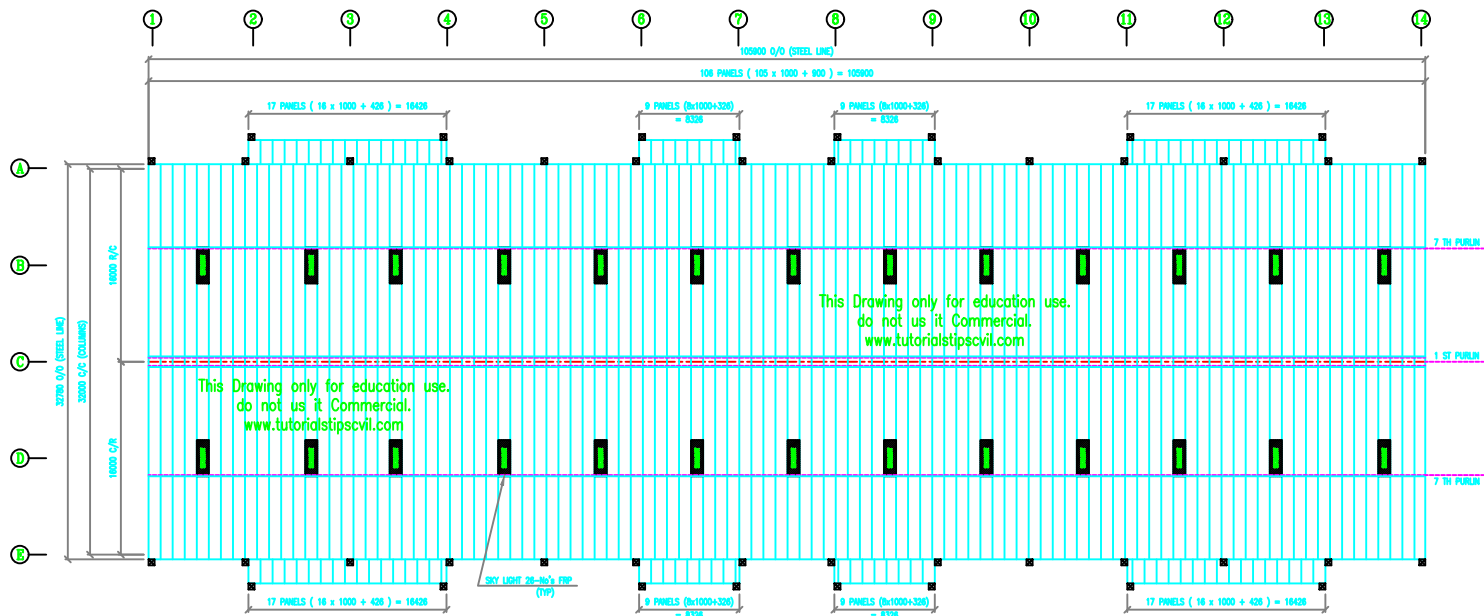 1 2 3 4 5 6 7 8 9 10 11 12 13 14
105900 O/O (STEEL LINE)
106 PANELS ( 105 x 1000 + 900 ) = 105900
17 PANELS ( 16 x 1000 + 426 ) = 16426
9 PANELS (8x1000+326)
= 8326
9 PANELS (8x1000+326)
= 8326
17 PANELS ( 16 x 1000 + 426 ) = 16426
A
7 TH PURLIN
B
16000 R/C
This Drawing only for education use.
do not us it Commercial.
www.tutorialstipscvil.com
32780 O/O (STEEL LINE)
32000 C/C (COLUMNS)
C
1 ST PURLIN
This Drawing only for education use.
do not us it Commercial.
www.tutorialstipscvil.com
16000 C/R
D
7 TH PURLIN
E
SKY LIGHT 26-No's FRP
(TYP)
17 PANELS ( 16 x 1000 + 426 ) = 16426
9 PANELS (8x1000+326)
= 8326
9 PANELS (8x1000+326)
= 8326
17 PANELS ( 16 x 1000 + 426 ) = 16426